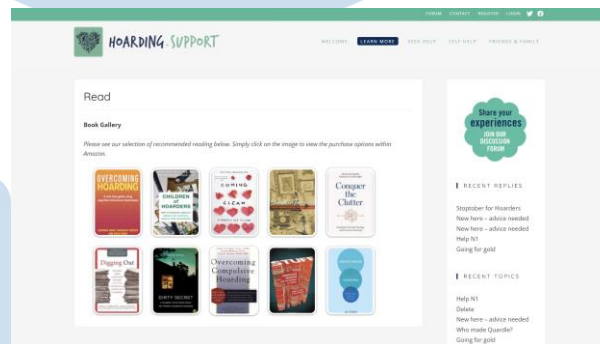 FORUM CONTACT REGISTER LOGIN
HOARDING.SUPPORT
WELCOME LEARN MORE SEEK HELP SELF HELP FRIENDS & FAMILY
Read
Book Gallery
Please see our selection of recommended reading below. Simply click on the image to view the purchase options within
Amazon.
OVERCOMING
HOARDING
CHILDREN
OF
HOARDERS
COMING
CLEAN
Conquer
the
Clutter
Digging Out
DIRTY SECRET
Overcoming
Compulsive
Hoarding
STUFF
Share your
experiences
JOIN OUR
DISCUSSION
FORUM
RECENT REPLIES
Stoptober for Hoarders
New here – advice needed
New here – advice needed
Help N1
Going for gold
RECENT TOPICS
Help N1
Delete
New here – advice needed
Who made Quardle?
Going for gold